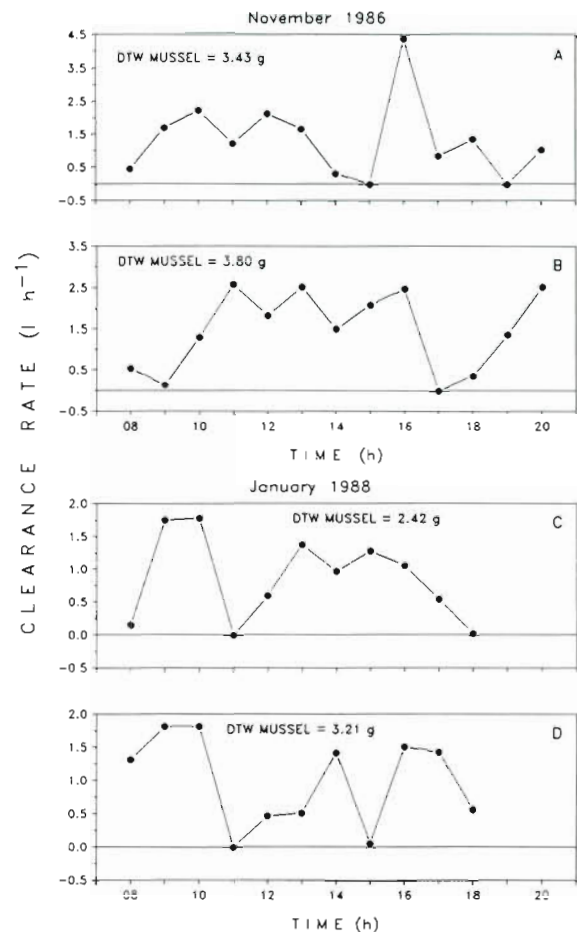 November 1986
CLEARANCE RATE (l h⁻¹)
4.5
3.5
2.5
1.5
0.5
-0.5
DTW MUSSEL = 3.43 g
A
3.5
2.5
1.5
0.5
-0.5
DTW MUSSEL = 3.80 g
B
08 10 12 14 16 18 20
TIME (h)
January 1988
2.0
1.5
1.0
0.5
0.0
-0.5
DTW MUSSEL = 2.42 g
C
2.0
1.5
1.0
0.5
0.0
-0.5
DTW MUSSEL = 3.21 g
D
08 10 12 14 16 18 20
TIME (h)